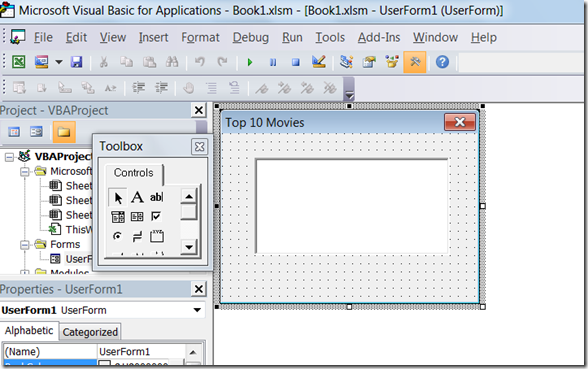 Microsoft Visual Basic for Applications - Book1.xlsm - [Book1.xlsm - UserForm1 (UserForm)]
File Edit View Insert Format Debug Run Tools Add-Ins Window Help
Project - VBAProject
Toolbox
Controls
A ab
VBAProject
Microsof
Sheet
Sheet
Sheet
ThisW
Forms
UserF
Modules
Top 10 Movies
Properties - UserForm1
UserForm1 UserForm
Alphabetic Categorized
(Name) UserForm1